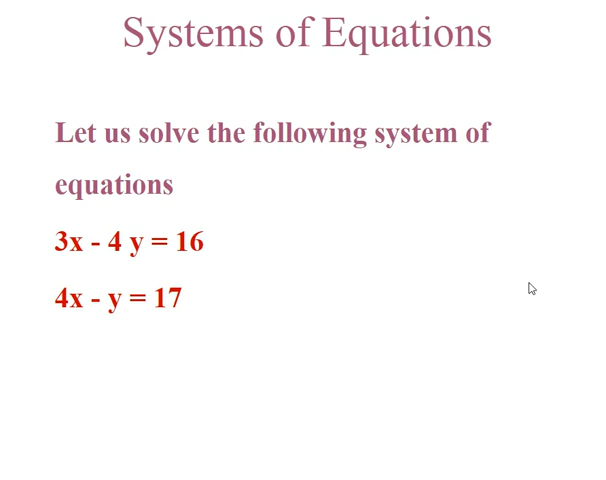 Systems of Equations
Let us solve the following system of
equations
3x - 4 y = 16
4x - y = 17